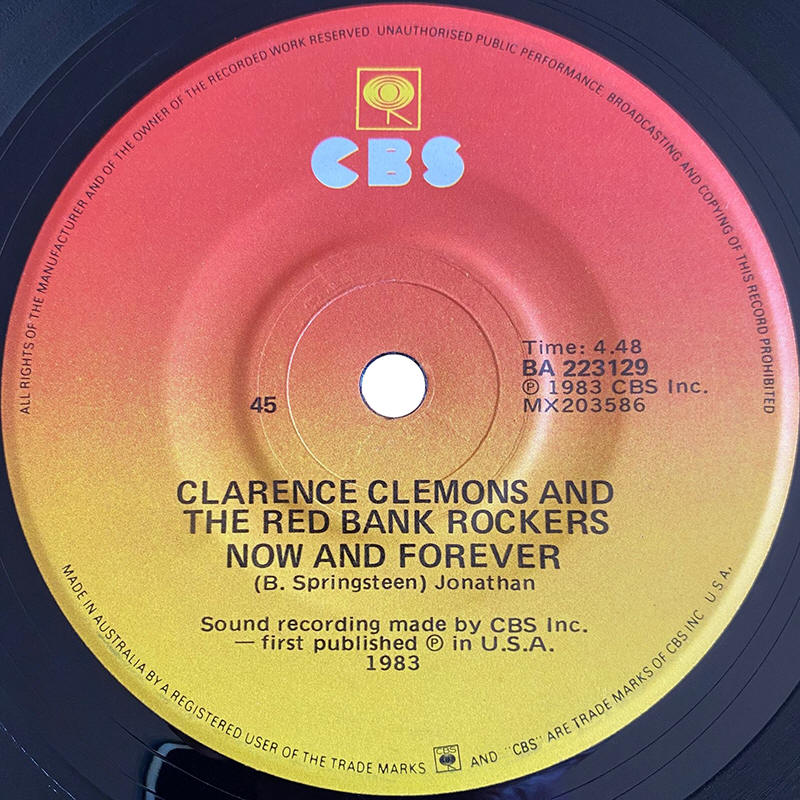 ALL RIGHTS OF THE MANUFACTURER AND OF THE OWNER OF THE RECORDED WORK RESERVED. UNAUTHORISED PUBLIC PERFORMANCE, BROADCASTING AND COPYING OF THIS RECORD PROHIBITED
CBS
Time: 4.48
BA 223129
℗ 1983 CBS Inc.
MX203586
45
CLARENCE CLEMONS AND
THE RED BANK ROCKERS
NOW AND FOREVER
(B. Springsteen) Jonathan
Sound recording made by CBS Inc.
— first published ℗ in U.S.A.
1983
MADE IN AUSTRALIA BY A REGISTERED USER OF THE TRADE MARKS CBS AND "CBS" ARE TRADE MARKS OF CBS INC U.S.A.